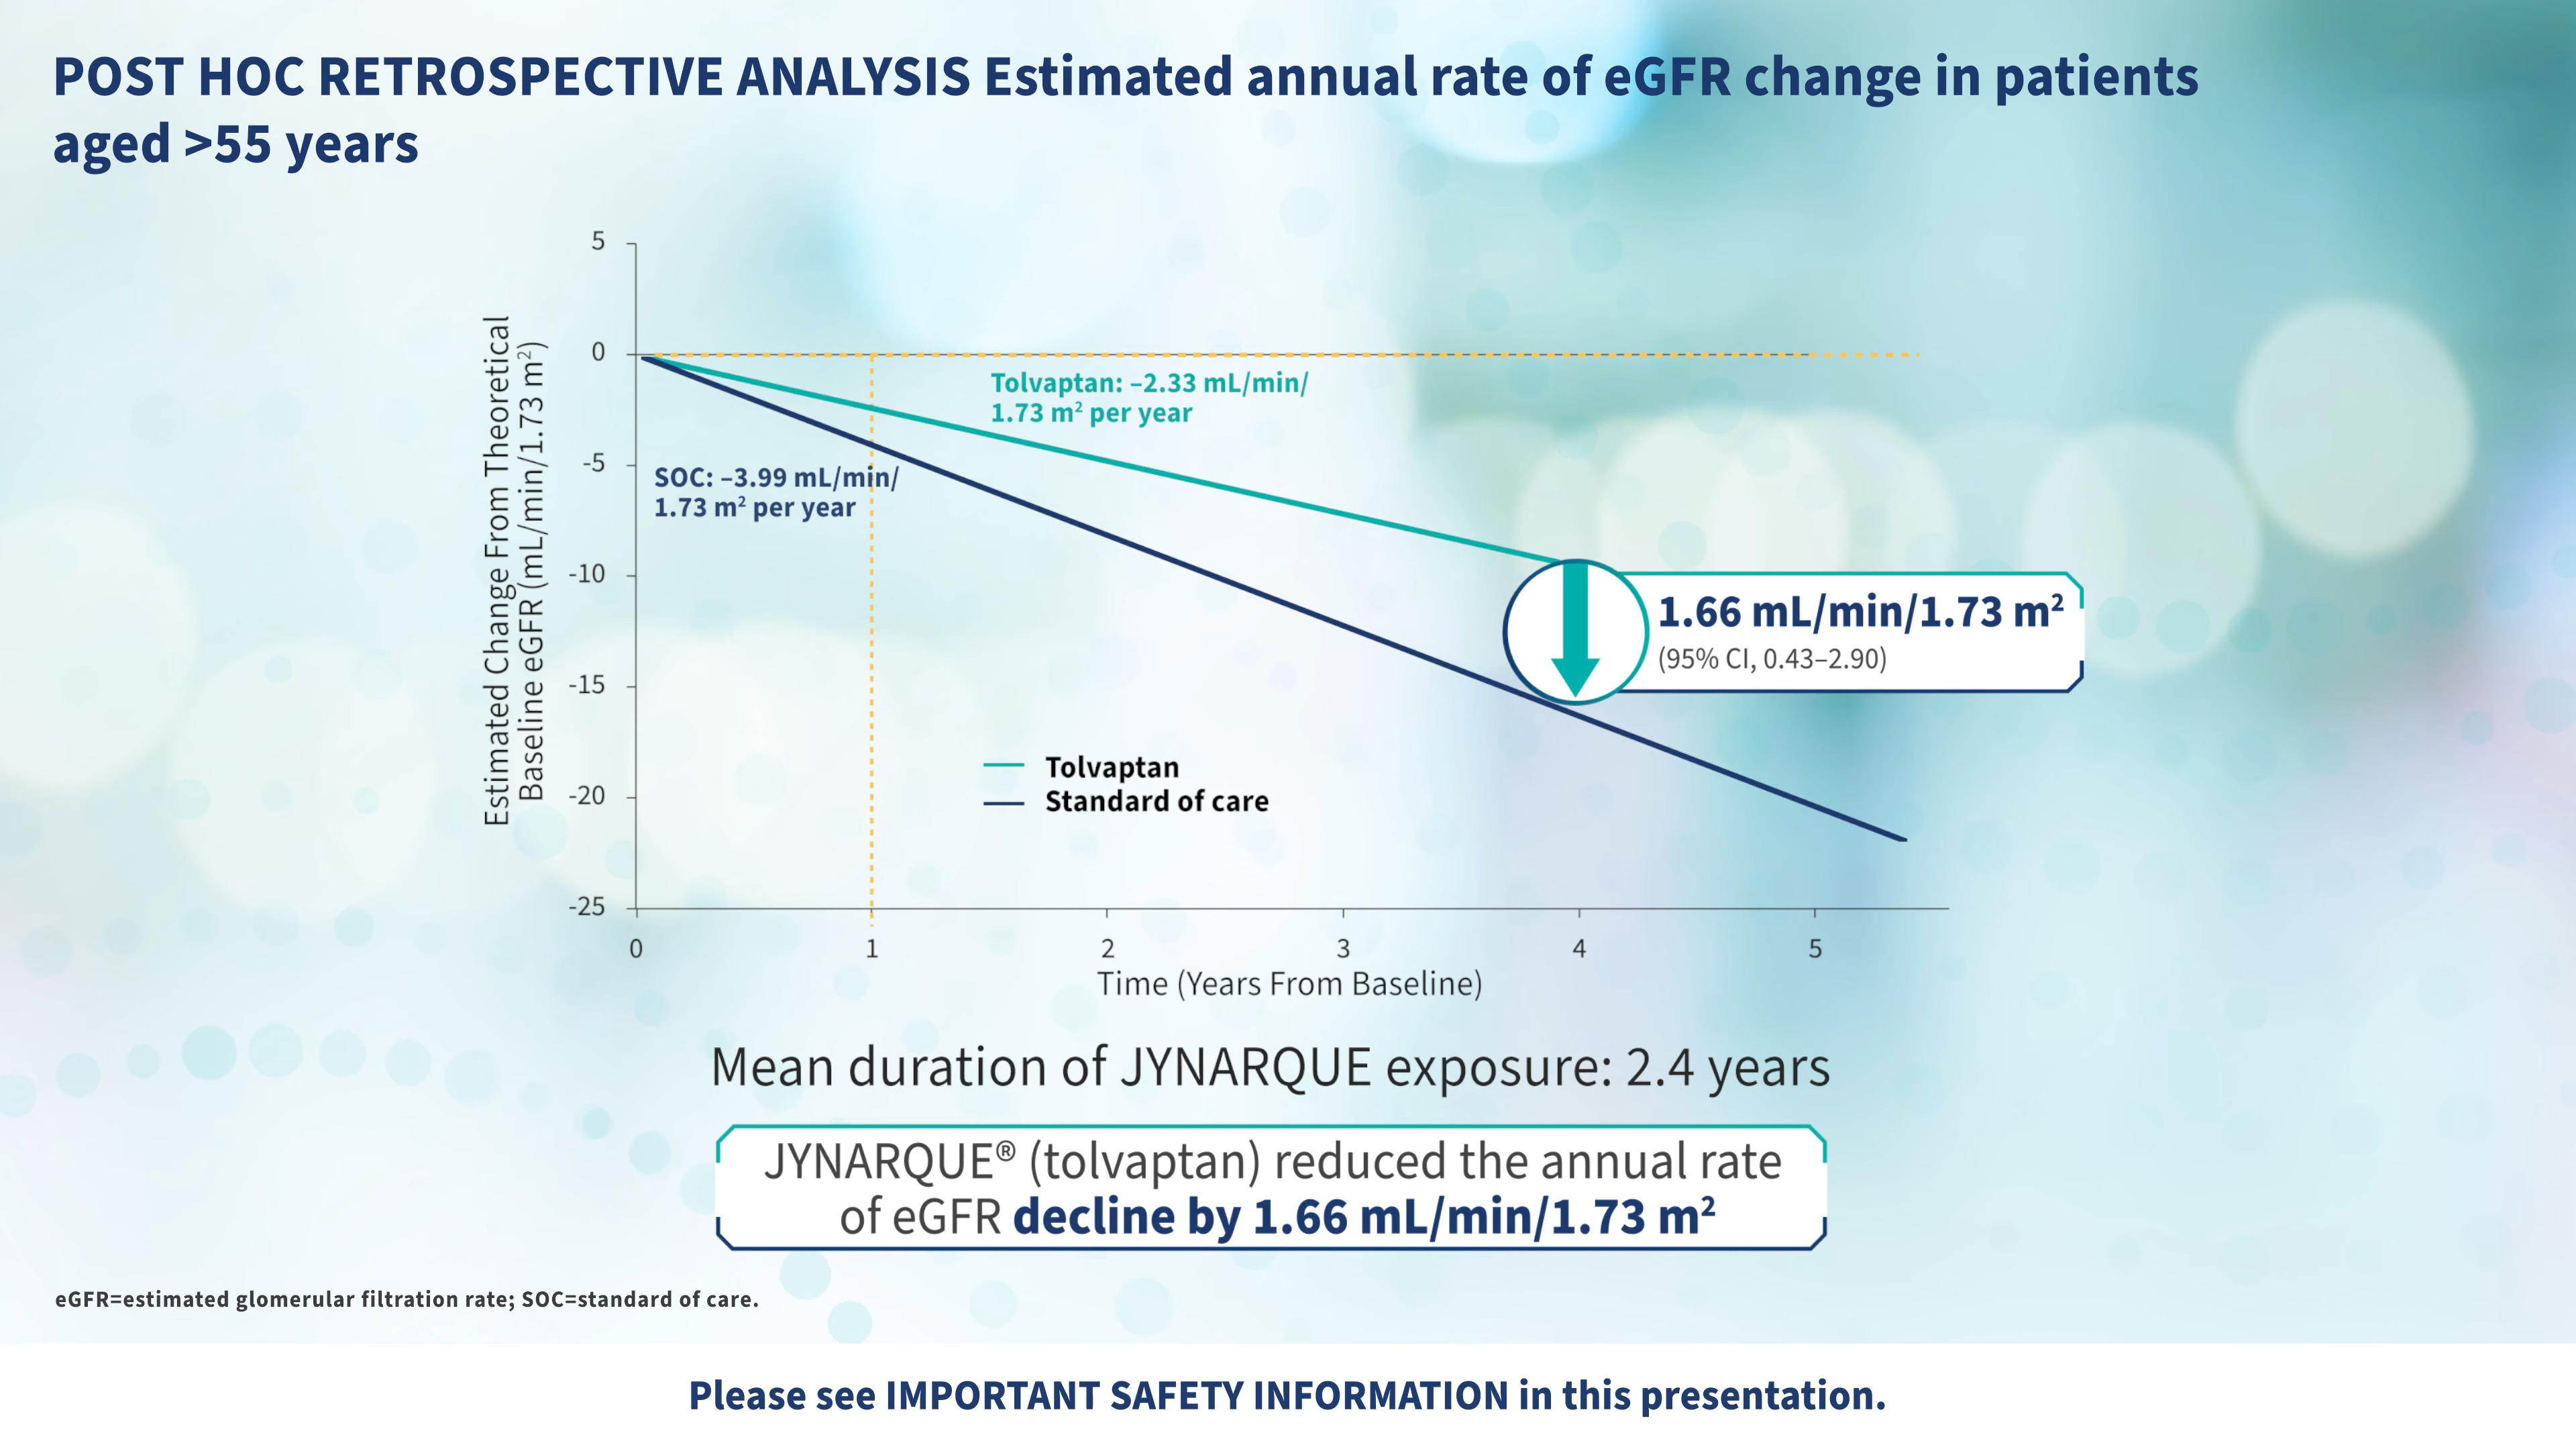 POST HOC RETROSPECTIVE ANALYSIS Estimated annual rate of eGFR change in patients
aged >55 years
Estimated Change From Theoretical
Baseline eGFR (mL/min/1.73 m²)
5
0
-5
-10
-15
-20
-25
Tolvaptan: –2.33 mL/min/
1.73 m² per year
SOC: –3.99 mL/min/
1.73 m² per year
1.66 mL/min/1.73 m²
(95% CI, 0.43–2.90)
Tolvaptan
Standard of care
0 1 2 3 4 5
Time (Years From Baseline)
Mean duration of JYNARQUE exposure: 2.4 years
JYNARQUE® (tolvaptan) reduced the annual rate
of eGFR decline by 1.66 mL/min/1.73 m²
eGFR=estimated glomerular filtration rate; SOC=standard of care.
Please see IMPORTANT SAFETY INFORMATION in this presentation.